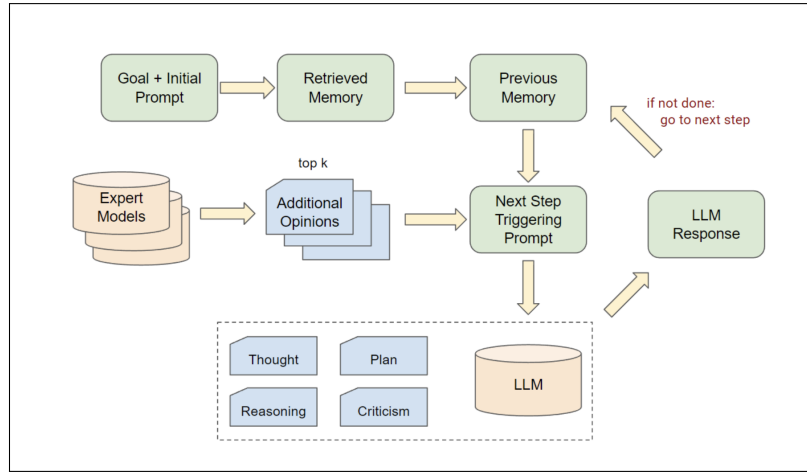 Goal + Initial
Prompt
Retrieved
Memory
Previous
Memory
if not done:
go to next step
Expert
Models
top k
Additional
Opinions
Next Step
Triggering
Prompt
LLM
Response
Thought
Plan
Reasoning
Criticism
LLM